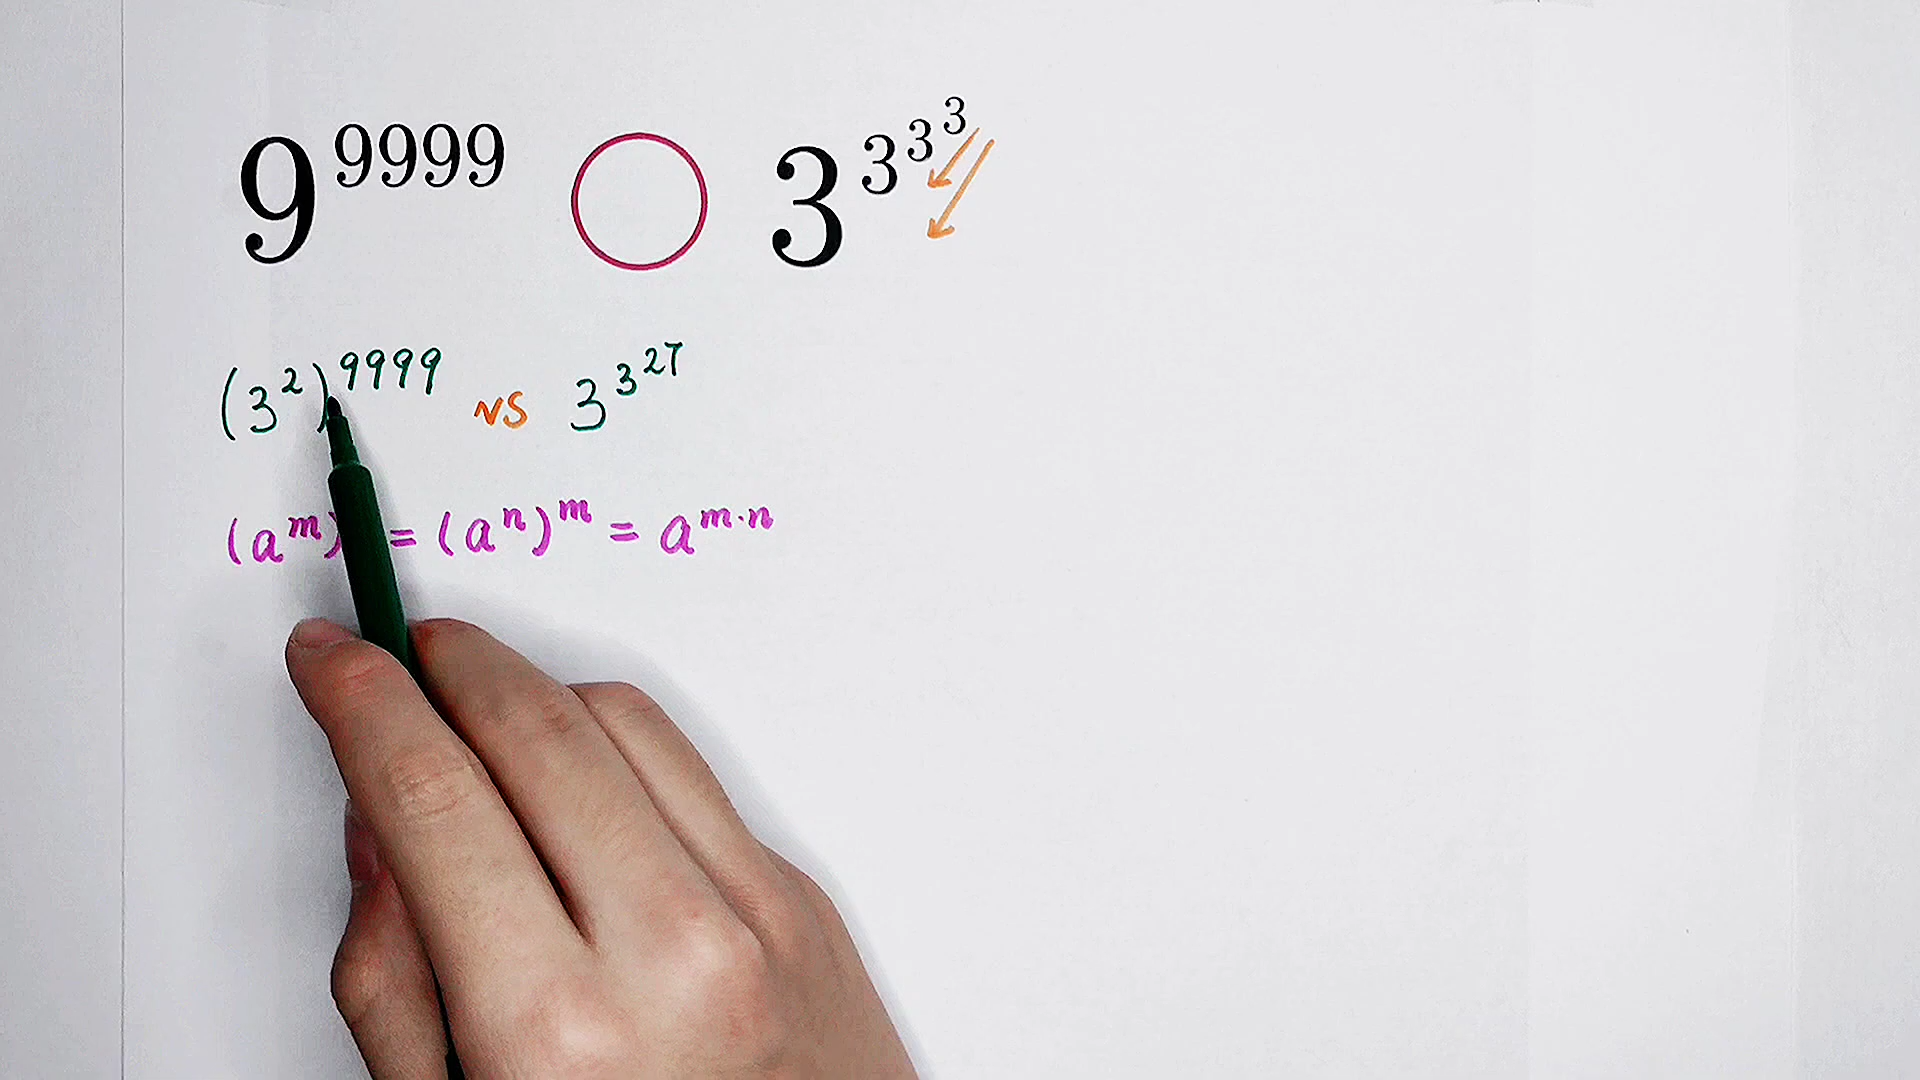 9^9999 ○ 3^3^3^3
(3^2)^9999 vs 3^3^27
(a^m) = (a^n)^m = a^m·n